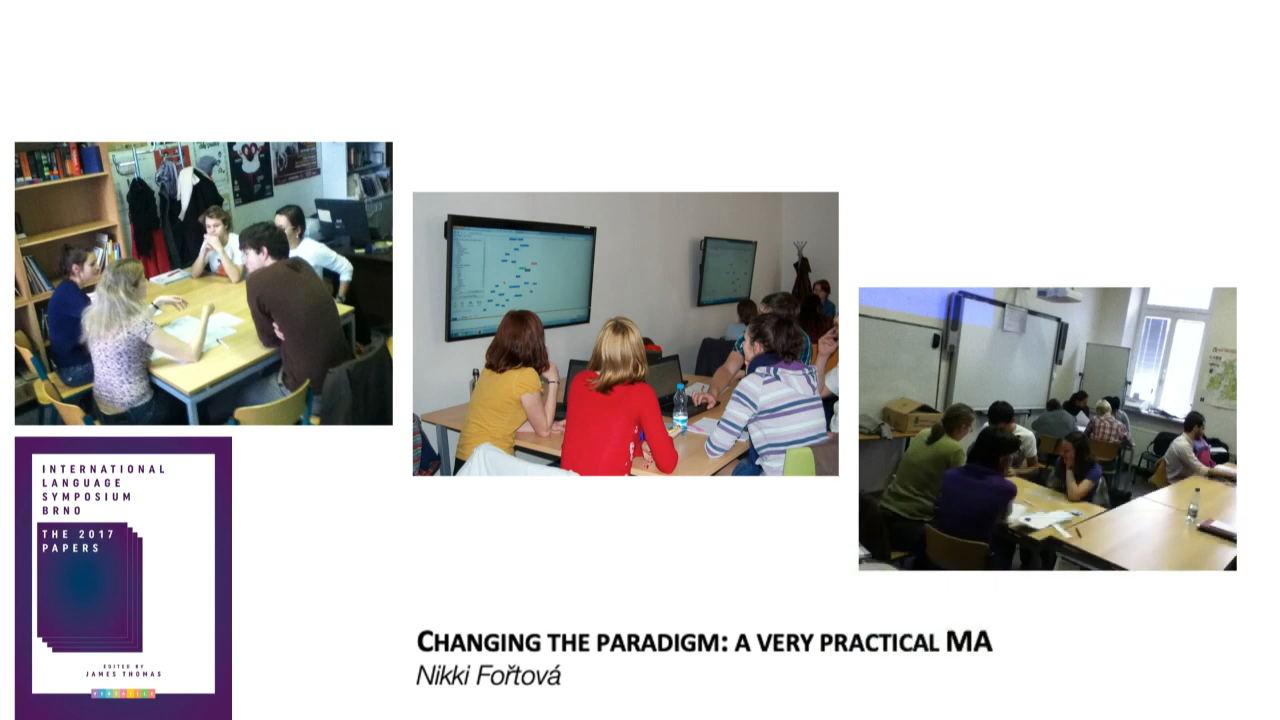 INTERNATIONAL
LANGUAGE
SYMPOSIUM
BRNO
THE 2017
PAPERS
EDITED BY
JAMES THOMAS
CHANGING THE PARADIGM: A VERY PRACTICAL MA
Nikki Fořtová